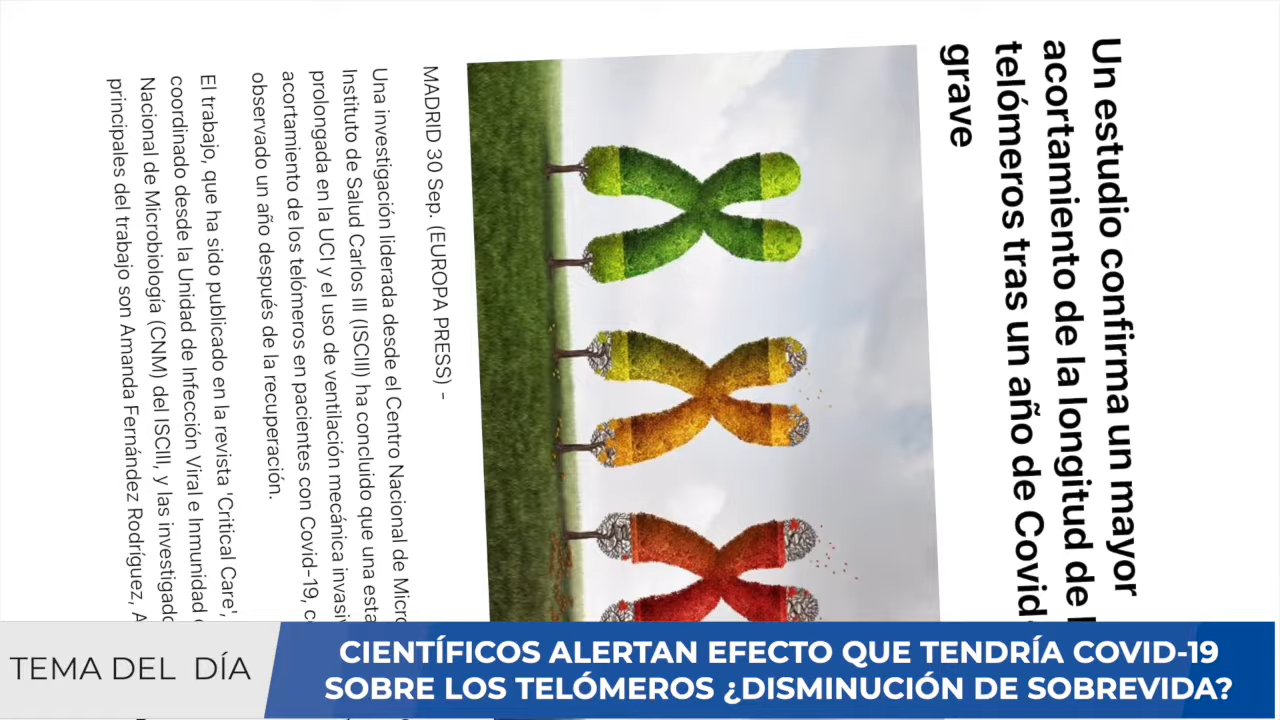 Un estudio confirma un mayor
acortamiento de la longitud de
telómeros tras un año de Covid
grave
MADRID 30 Sep. (EUROPA PRESS) -
Una investigación liderada desde el Centro Nacional de
Instituto de Salud Carlos III (ISCIII) ha concluido que una
prolongada en la UCI y el uso de ventilación mecánica
acortamiento de los telómeros en pacientes con Covid-19,
observado un año después de la recuperación.
El trabajo, que ha sido publicado en la revista 'Critical Care',
coordinado desde la Unidad de Infección Viral e Inmunidad
Nacional de Microbiología (CNM) del ISCIII, y las
principales del trabajo son Amanda Fernández Rodríguez,
TEMA DEL DÍA
CIENTÍFICOS ALERTAN EFECTO QUE TENDRÍA COVID-19
SOBRE LOS TELÓMEROS ¿DISMINUCIÓN DE SOBREVIDA?